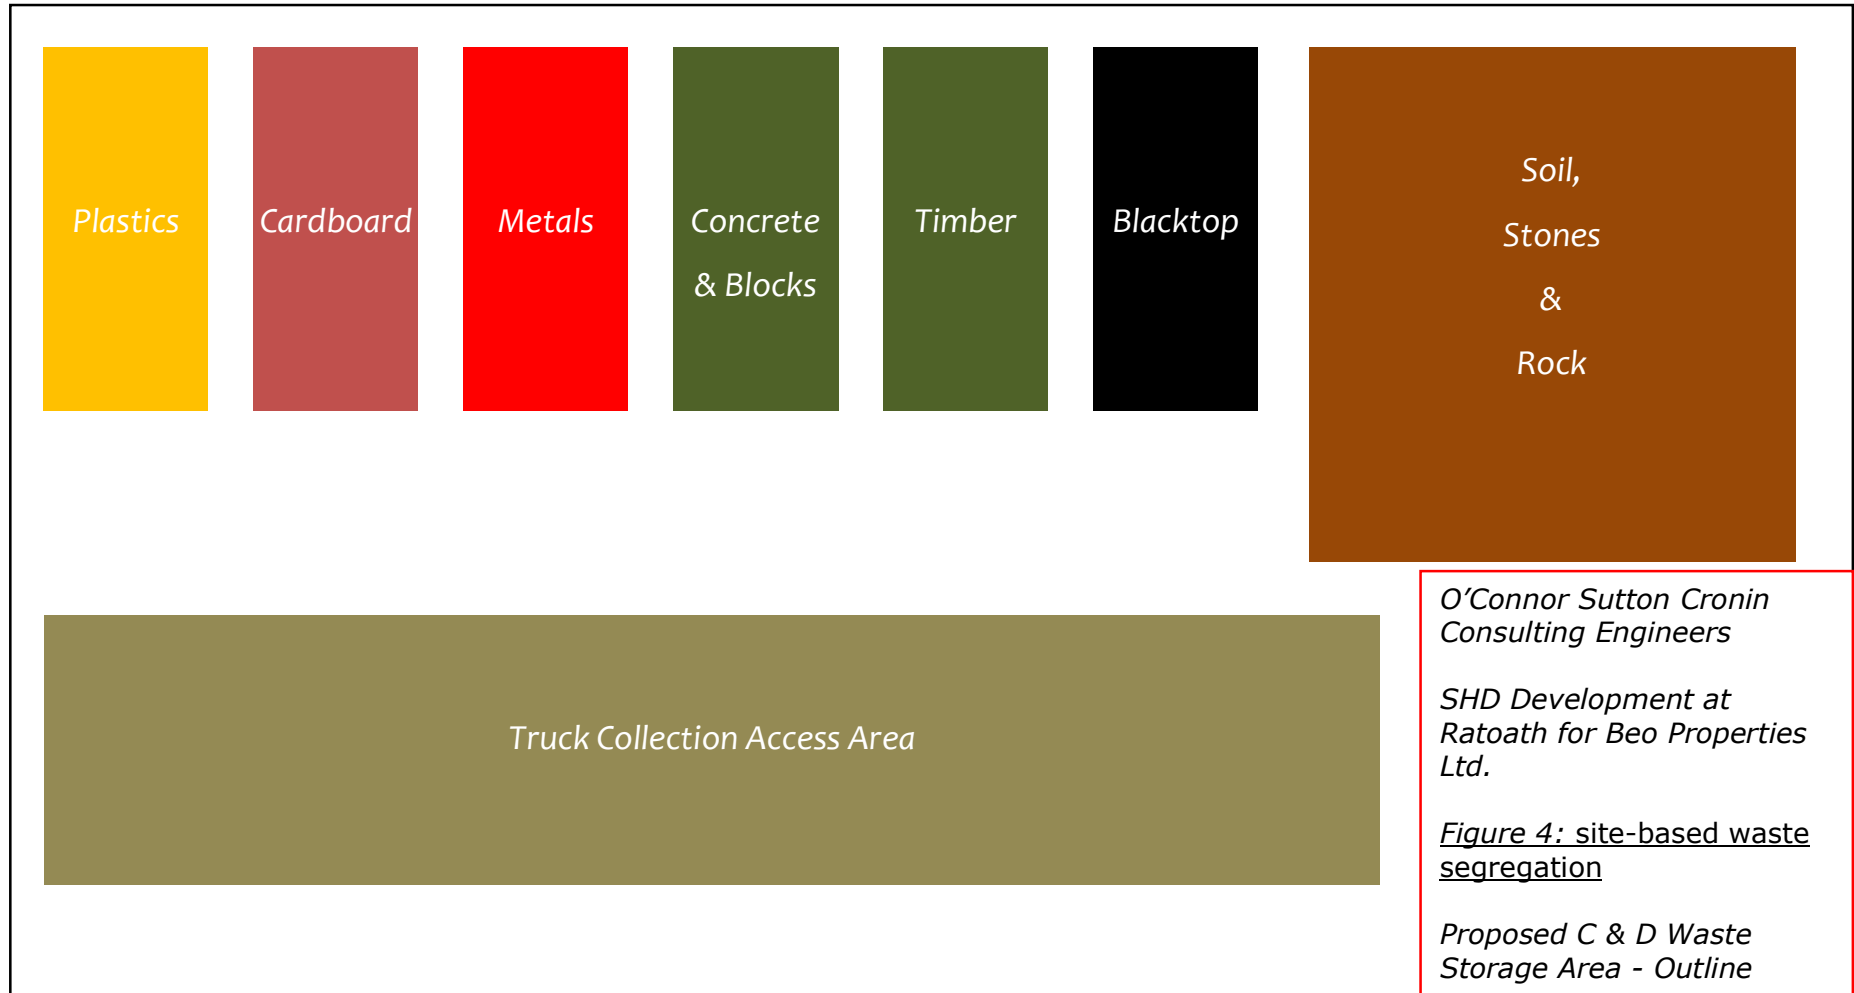 Plastics
Cardboard
Metals
Concrete
& Blocks
Timber
Blacktop
Soil,
Stones
&
Rock
Truck Collection Access Area
O’Connor Sutton Cronin
Consulting Engineers
SHD Development at
Ratoath for Beo Properties
Ltd.
Figure 4: site-based waste
segregation
Proposed C & D Waste
Storage Area - Outline